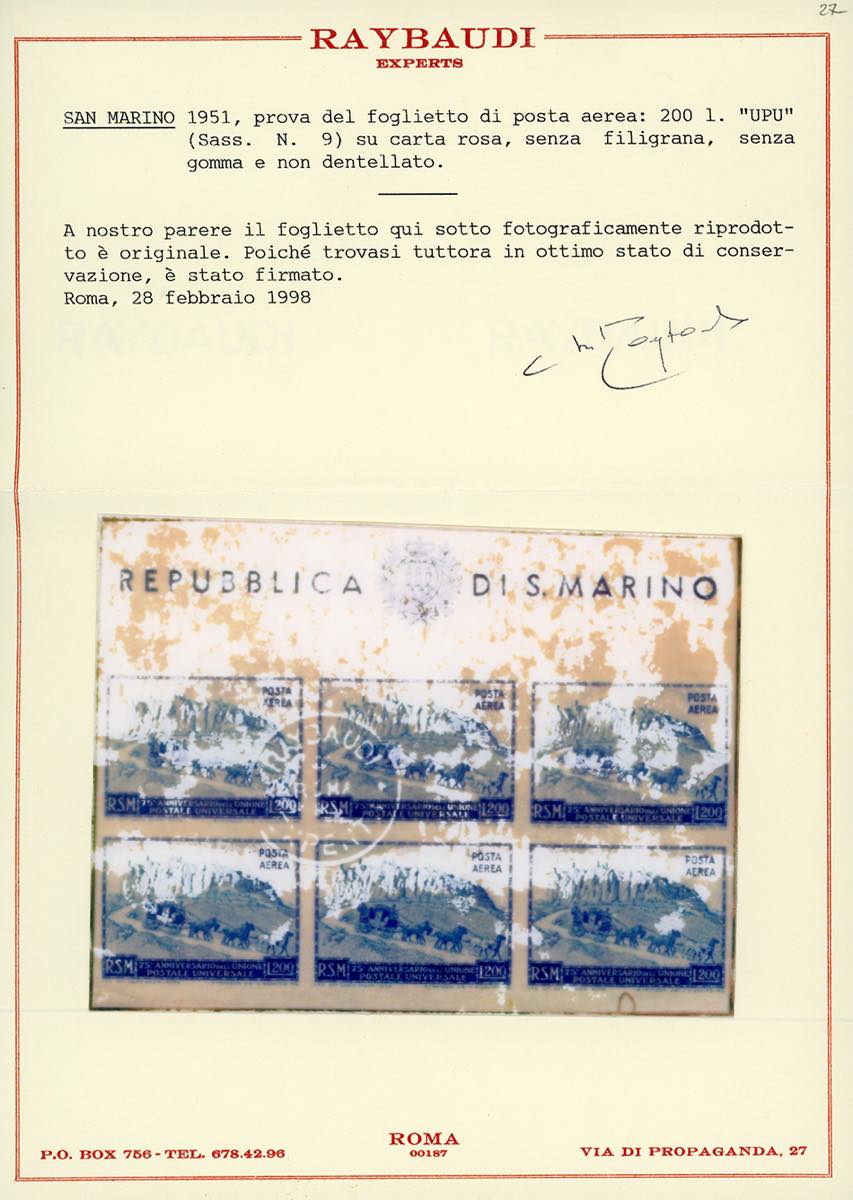 27
RAYBAUDI
EXPERTS
SAN MARINO 1951, prova del foglietto di posta aerea: 200 l. "UPU"
(Sass. N. 9) su carta rosa, senza filigrana, senza
gomma e non dentellato.
A nostro parere il foglietto qui sotto fotograficamente riprodot-
to è originale. Poiché trovasi tuttora in ottimo stato di conser-
vazione, è stato firmato.
Roma, 28 febbraio 1998
REPUBBLICA DI S. MARINO
POSTA AEREA
RSM 75° ANNIVERSARIO DELL'UNIONE POSTALE UNIVERSALE L.200
POSTA AEREA
RSM 75° ANNIVERSARIO DELL'UNIONE POSTALE UNIVERSALE L.200
POSTA AEREA
RSM 75° ANNIVERSARIO DELL'UNIONE POSTALE UNIVERSALE L.200
RAYBAUDI
ROMA
POSTA AEREA
RSM 75° ANNIVERSARIO DELL'UNIONE POSTALE UNIVERSALE L.200
POSTA AEREA
RSM 75° ANNIVERSARIO DELL'UNIONE POSTALE UNIVERSALE L.200
POSTA AEREA
RSM 75° ANNIVERSARIO DELL'UNIONE POSTALE UNIVERSALE L.200
P.O. BOX 756 - TEL. 678.42.96
ROMA
00187
VIA DI PROPAGANDA, 27